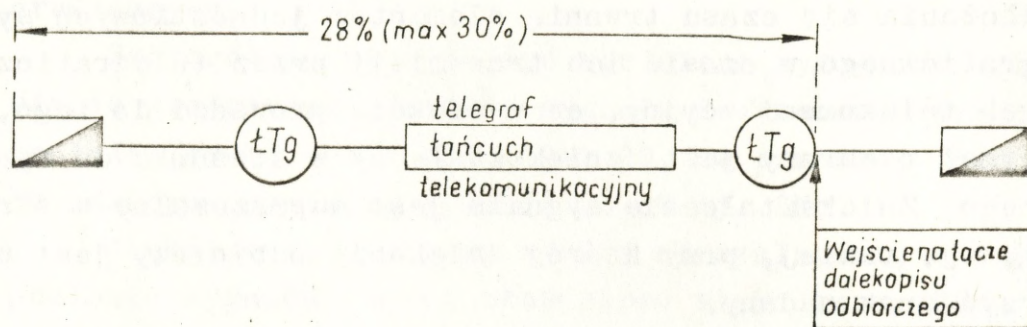 28% (max 30%)
telegraf
ŁTg
łańcuch
ŁTg
telekomunikacyjny
Wejście na łącze
dalekopisu
odbiorczego